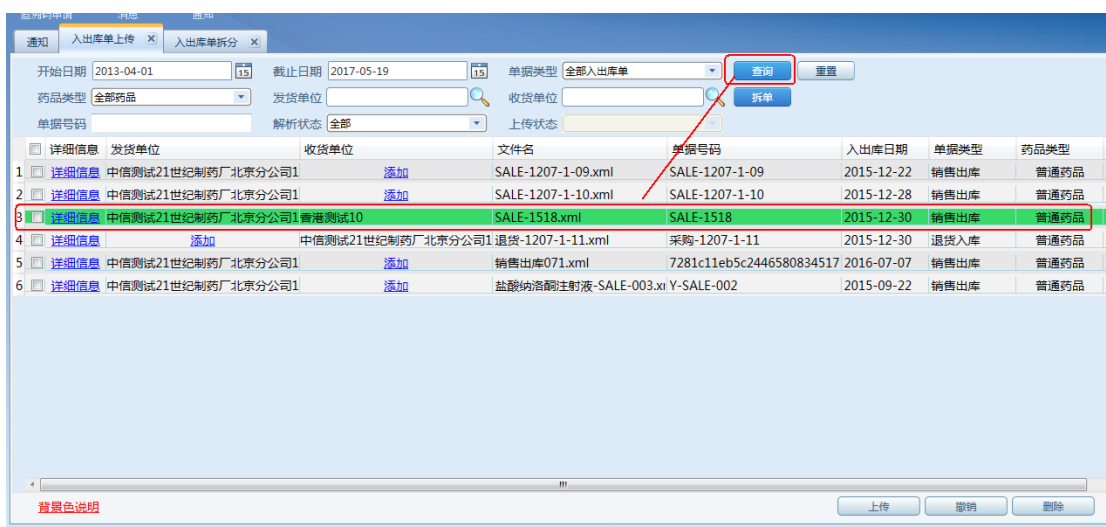 监别码申请 消息 通知
通知 入出库单上传 X 入出库单拆分 X
开始日期 2013-04-01 15 截止日期 2017-05-19 15 单据类型 全部入出库单 查询 重置
药品类型 全部药品 发货单位 收货单位 拆单
单据号码 解析状态 全部 上传状态
详细信息 发货单位 收货单位 文件名 单据号码 入出库日期 单据类型 药品类型
1 详细信息 中信测试21世纪制药厂北京分公司1 添加 SALE-1207-1-09.xml SALE-1207-1-09 2015-12-22 销售出库 普通药品
2 详细信息 中信测试21世纪制药厂北京分公司1 添加 SALE-1207-1-10.xml SALE-1207-1-10 2015-12-28 销售出库 普通药品
3 详细信息 中信测试21世纪制药厂北京分公司1 香港测试10 SALE-1518.xml SALE-1518 2015-12-30 销售出库 普通药品
4 详细信息 添加 中信测试21世纪制药厂北京分公司1 退货-1207-1-11.xml 采购-1207-1-11 2015-12-30 退货入库 普通药品
5 详细信息 中信测试21世纪制药厂北京分公司1 添加 销售出库071.xml 7281c11eb5c2446580834517 2016-07-07 销售出库 普通药品
6 详细信息 中信测试21世纪制药厂北京分公司1 添加 盐酸纳洛酮注射液-SALE-003.xm Y-SALE-002 2015-09-22 销售出库 普通药品
背景色说明 上传 撤销 删除